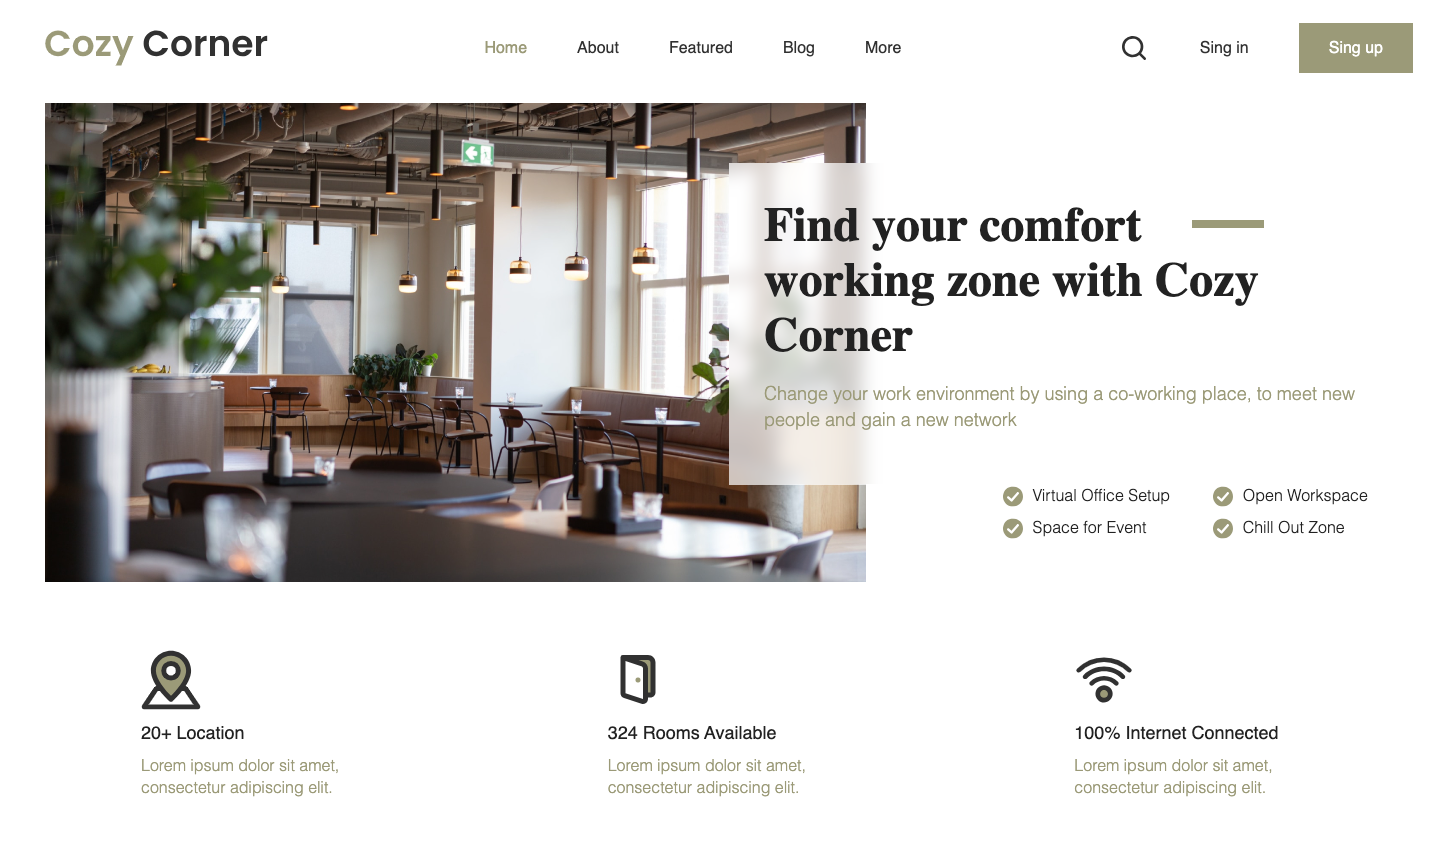 Cozy Corner
Home About Featured Blog More
Sing in
Sing up
Find your comfort
working zone with Cozy
Corner
Change your work environment by using a co-working place, to meet new
people and gain a new network
Virtual Office Setup
Open Workspace
Space for Event
Chill Out Zone
20+ Location
Lorem ipsum dolor sit amet,
consectetur adipiscing elit.
324 Rooms Available
Lorem ipsum dolor sit amet,
consectetur adipiscing elit.
100% Internet Connected
Lorem ipsum dolor sit amet,
consectetur adipiscing elit.